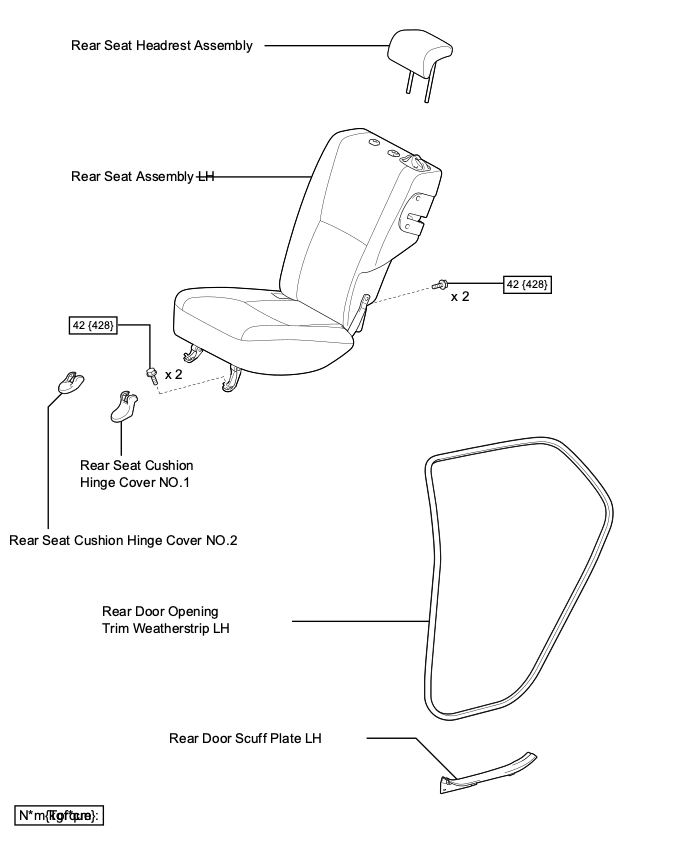 Rear Seat Headrest Assembly
Rear Seat Assembly LH
42 {428}
x 2
42 {428}
x 2
Rear Seat Cushion
Hinge Cover NO.1
Rear Seat Cushion Hinge Cover NO.2
Rear Door Opening
Trim Weatherstrip LH
Rear Door Scuff Plate LH
N*m